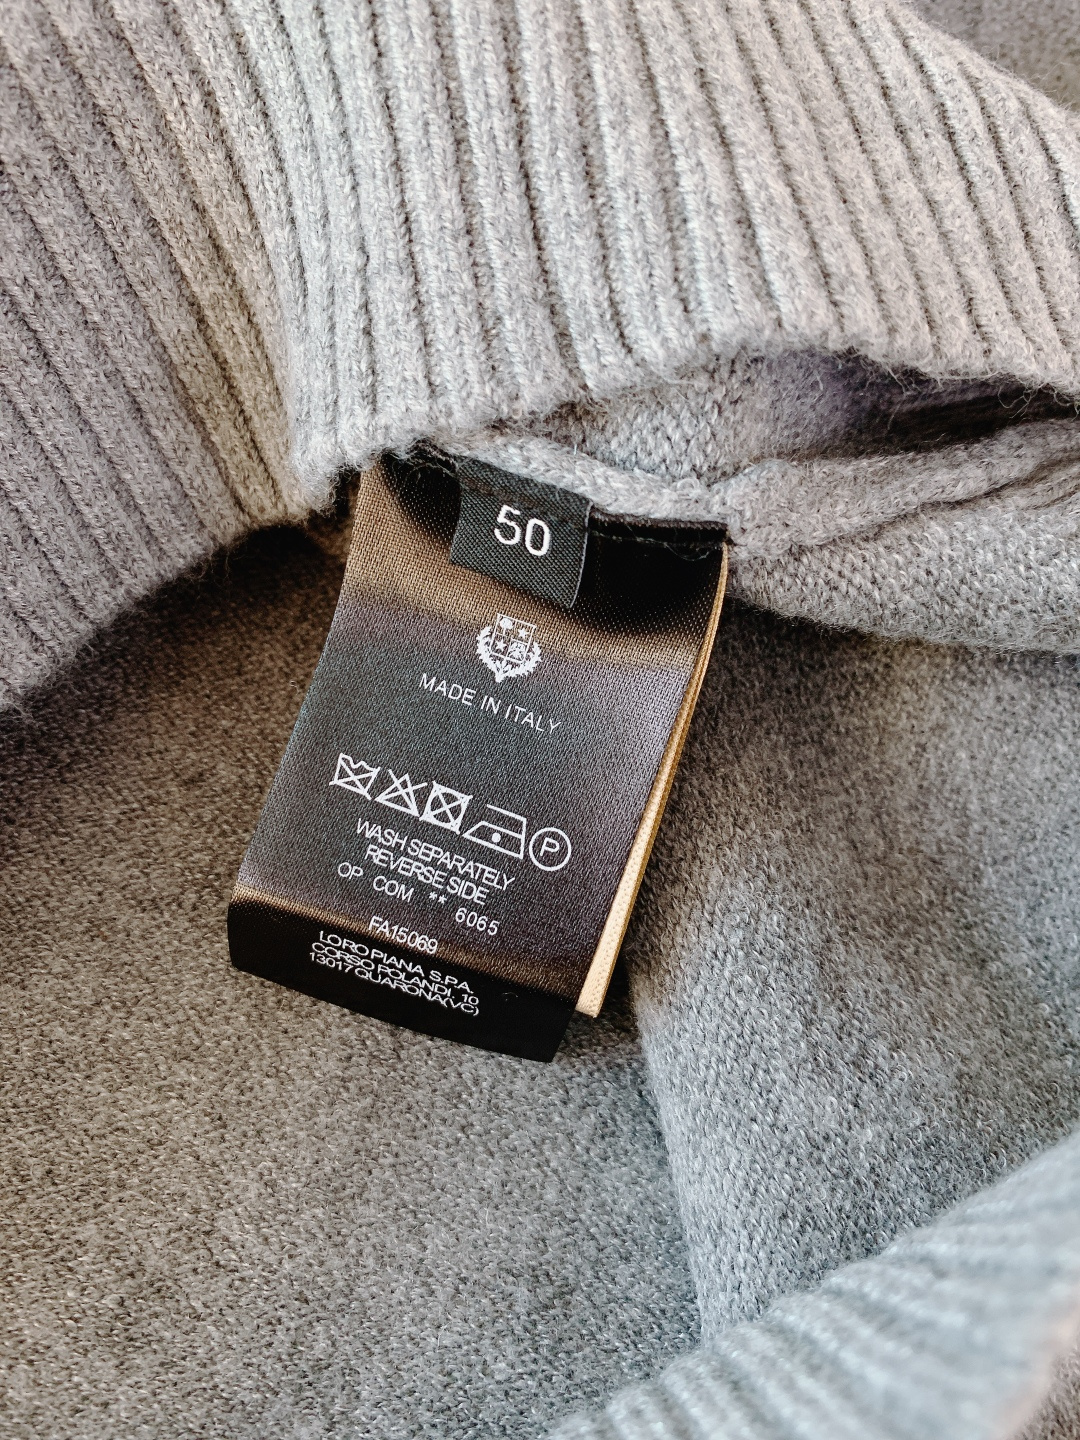 50
MADE IN ITALY
P
WASH SEPARATELY
REVERSE SIDE
OP COM ** 6065
FA15069
LORO PIANA S.P.A.
CORSO ROLANDI, 10
13017 QUARONA(VC)